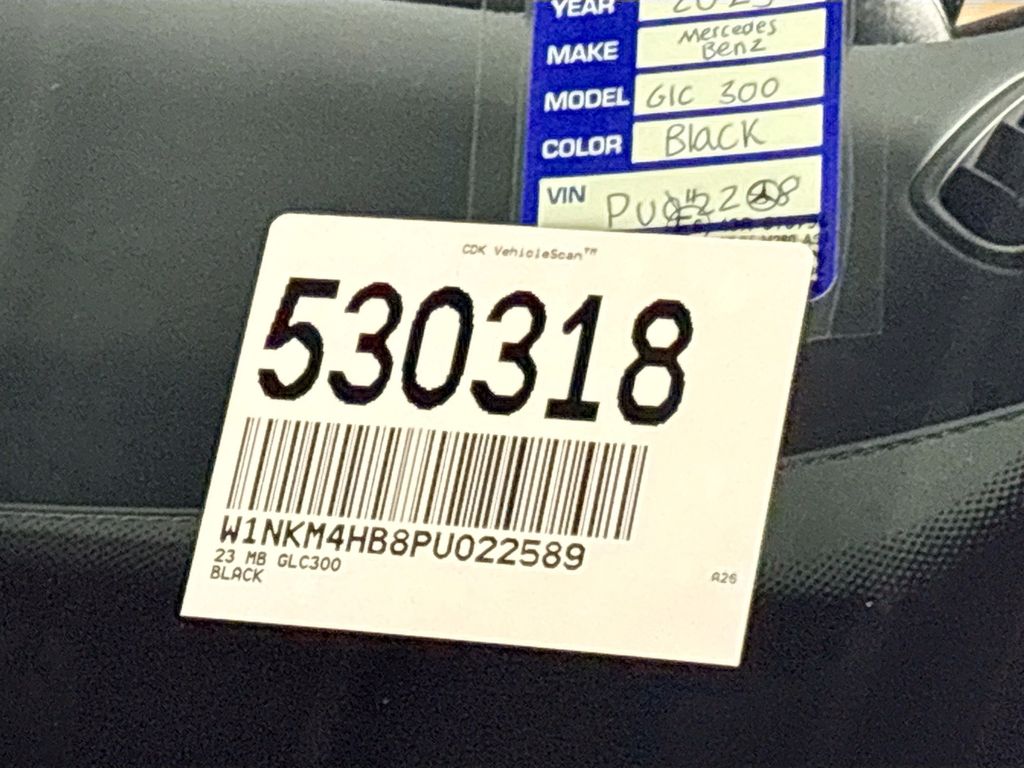 YEAR 2023
MAKE Mercedes Benz
MODEL GlC 300
COLOR Black
VIN
CDK VehicleScan™
530318
W1NKM4HB8PU022589
23 MB GLC300
BLACK
A26